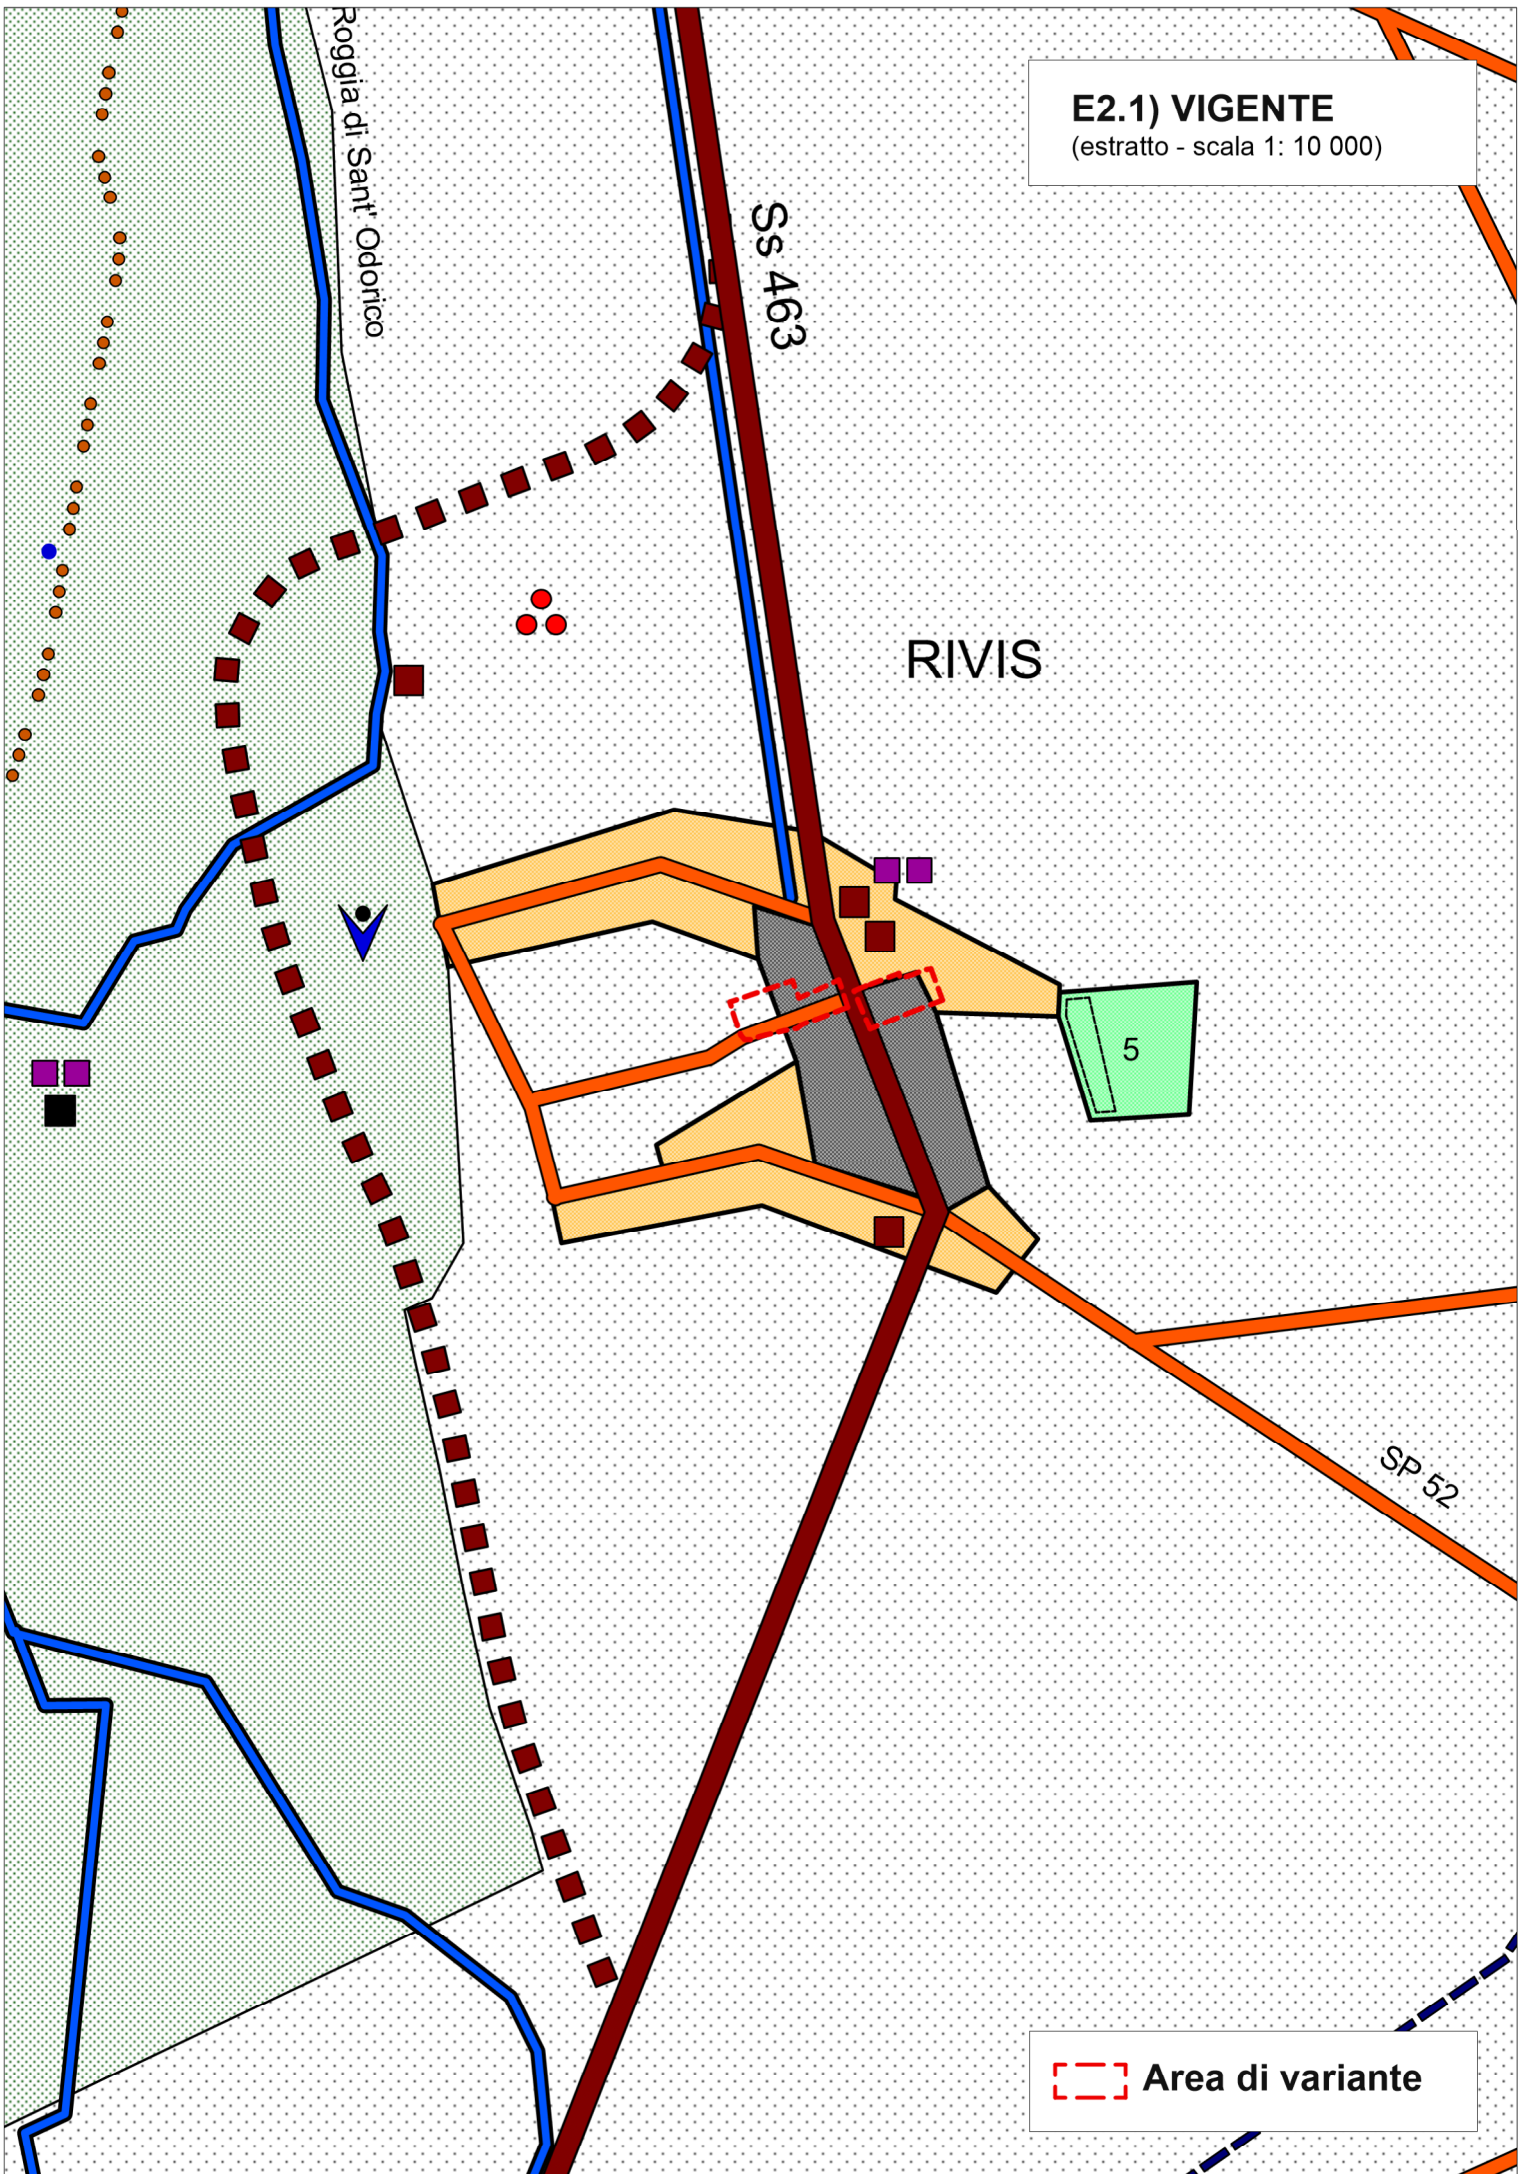 Roggia di Sant' Odorico
E2.1) VIGENTE
(estratto - scala 1: 10 000)
Ss 463
RIVIS
5
SP 52
Area di variante